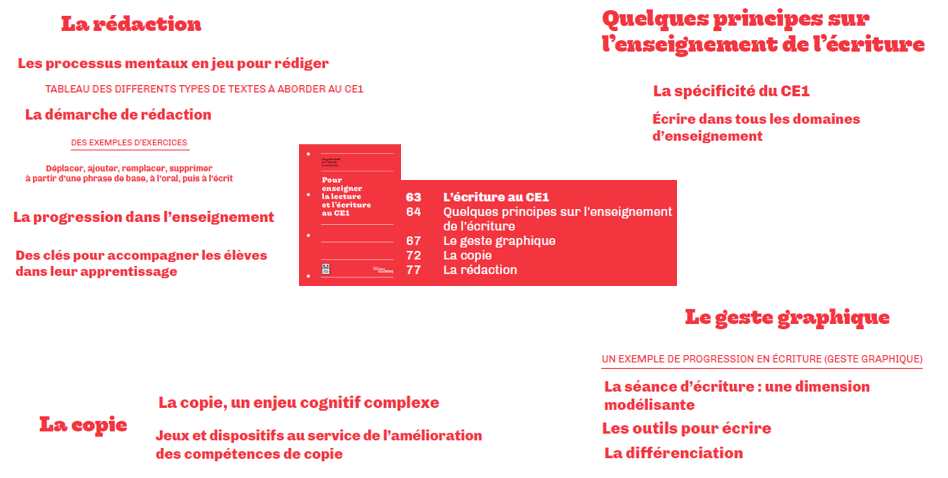 La rédaction
Les processus mentaux en jeu pour rédiger
TABLEAU DES DIFFÉRENTS TYPES DE TEXTES À ABORDER AU CE1
La démarche de rédaction
DES EXEMPLES D'EXERCICES
Déplacer, ajouter, remplacer, supprimer
à partir d'une phrase de base, à l'oral, puis à l'écrit
La progression dans l'enseignement
Des clés pour accompagner les élèves
dans leur apprentissage
Quelques principes sur
l'enseignement de l'écriture
La spécificité du CE1
Écrire dans tous les domaines
d'enseignement
Pour
enseigner
la lecture
et l'écriture
au CE1
63 L'écriture au CE1
64 Quelques principes sur l'enseignement
de l'écriture
67 Le geste graphique
72 La copie
77 La rédaction
Le geste graphique
UN EXEMPLE DE PROGRESSION EN ÉCRITURE (GESTE GRAPHIQUE)
La séance d'écriture : une dimension
modélisante
Les outils pour écrire
La différenciation
La copie
La copie, un enjeu cognitif complexe
Jeux et dispositifs au service de l'amélioration
des compétences de copie